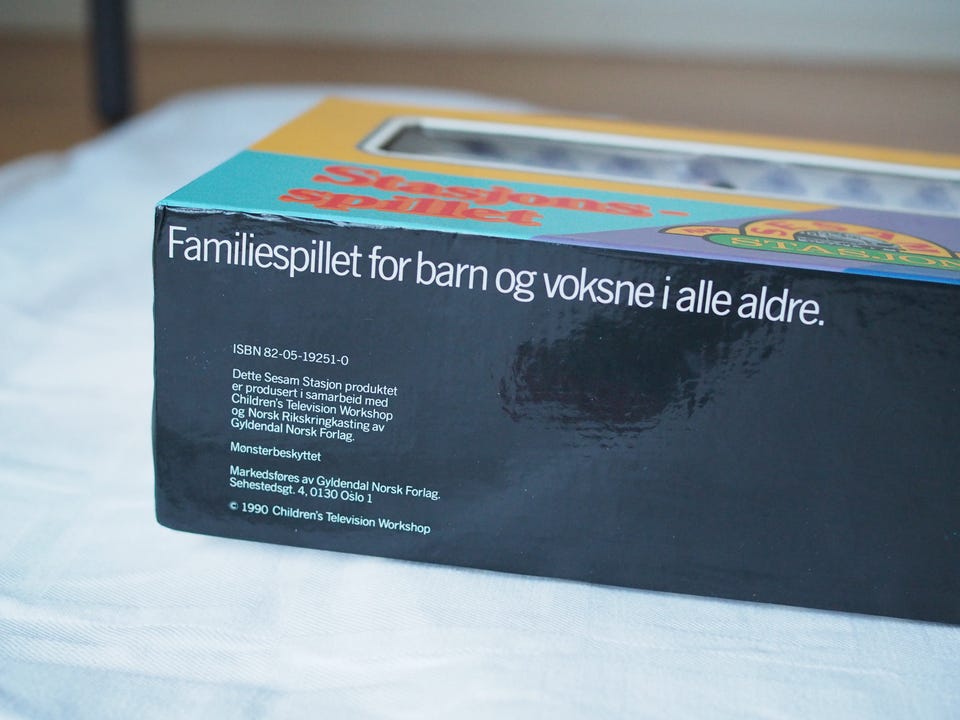 Stasjons-
spillet
STASJON
Familiespillet for barn og voksne i alle aldre.
ISBN 82-05-19251-0
Dette Sesam Stasjon produktet
er produsert i samarbeid med
Children's Television Workshop
og Norsk Rikskringkasting av
Gyldendal Norsk Forlag.
Mønsterbeskyttet
Markedsføres av Gyldendal Norsk Forlag.
Sehestedsgt. 4, 0130 Oslo 1
© 1990 Children's Television Workshop